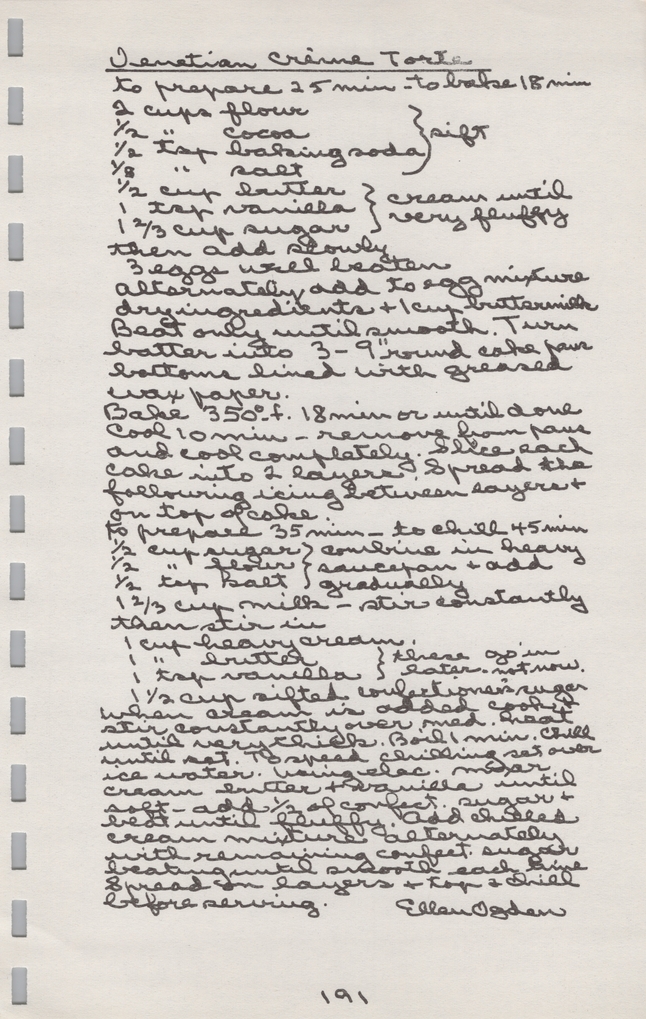 Venetian Crème Torte
to prepare 25 min - to bake 18 min
2 cups flour
1/2 " cocoa
1/2 tsp baking soda } sift
1/8 " salt
1/2 cup butter
1 tsp vanilla } cream until very fluffy
1 2/3 cup sugar
then add slowly
3 eggs well beaten
alternately add to egg mixture
dry ingredients + 1 cup buttermilk
Beat only until smooth. Turn
batter into 3 - 9" round cake pans
bottoms lined with greased
wax paper.
Bake 350° f. 18 min or until done
Cool 10 min - remove from pans
and cool completely. Slice each
cake into 2 layers. Spread the
following icing between layers +
on top of cake.
to prepare 35 min - to chill 45 min
1/2 cup sugar } combine in heavy
1/2 " flour saucepan + add
1/2 tsp salt gradually
1 2/3 cup milk - stir constantly
then stir in
1 cup heavy cream.
1 " butter } these go in
1 tsp vanilla later - not now.
1 1/2 cup sifted confectioner's sugar
when cream is added cook +
stir constantly over med. heat
until very thick. Boil 1 min. Chill
until set. To speed chilling set over
ice water. Using elec. mixer
cream butter + vanilla until
soft - add 1/2 of confect. sugar +
beat until fluffy. Add chilled
cream mixture alternately
with remaining confect. sugar
beating until smooth each time
Spread on layers + top + chill
before serving. Ellen Ogden
191